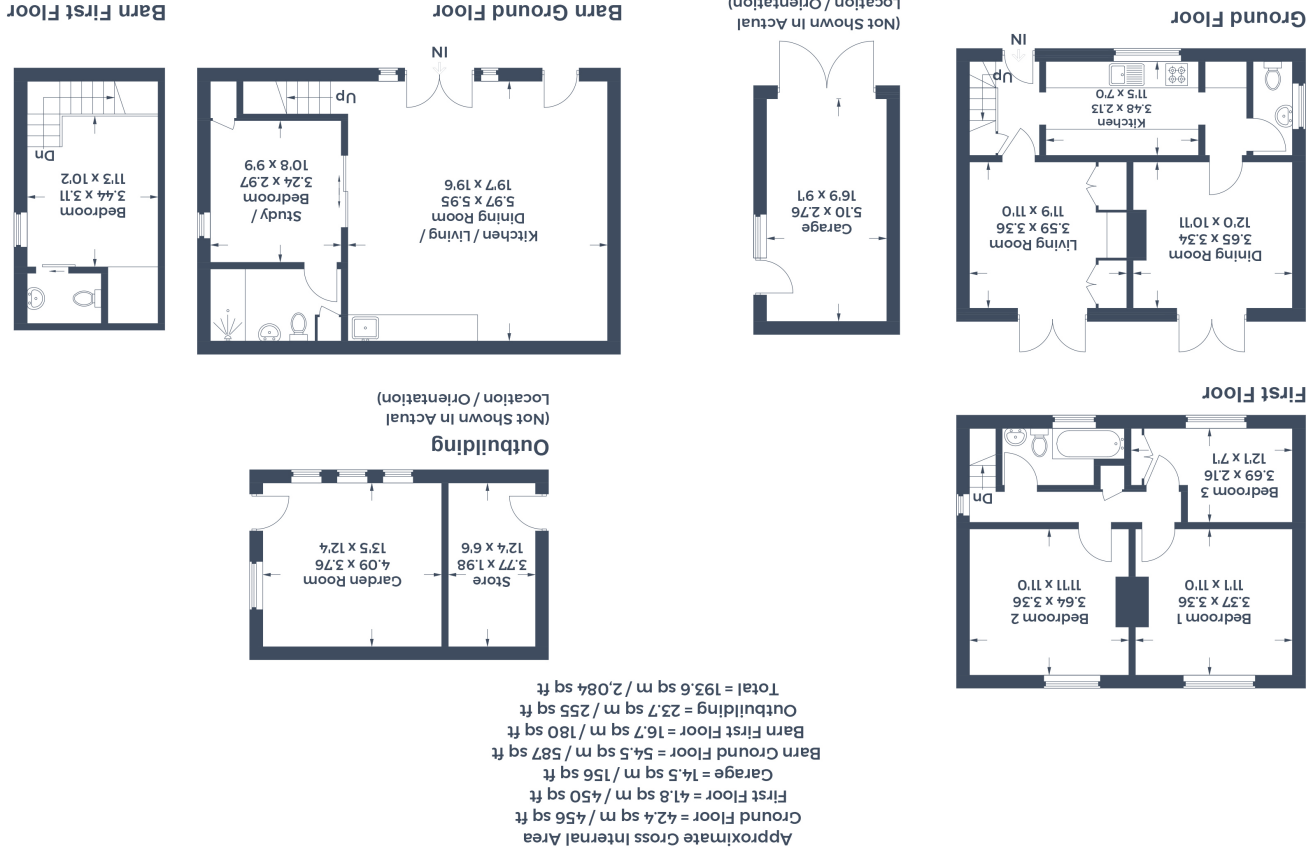 Approximate Gross Internal Area
Ground Floor = 42.4 sq m / 456 sq ft
First Floor = 41.8 sq m / 450 sq ft
Garage = 14.5 sq m / 156 sq ft
Barn Ground Floor = 54.5 sq m / 587 sq ft
Barn First Floor = 16.7 sq m / 180 sq ft
Outbuilding = 23.7 sq m / 255 sq ft
Total = 193.6 sq m / 2,084 sq ft
Bedroom 1
3.37 x 3.36
11'1 x 11'0
Bedroom 2
3.64 x 3.36
11'11 x 11'0
Bedroom 3
3.69 x 2.16
12'1 x 7'1
Dn
First Floor
Store
3.77 x 1.98
12'4 x 6'6
Garden Room
4.09 x 3.76
13'5 x 12'4
Outbuilding
(Not Shown In Actual
Location / Orientation)
Dining Room
3.65 x 3.34
12'0 x 10'11
Living Room
3.59 x 3.36
11'9 x 11'0
Kitchen
3.48 x 2.13
11'5 x 7'0
Up
IN
Ground Floor
Garage
5.10 x 2.76
16'9 x 9'1
(Not Shown In Actual
Location / Orientation)
Kitchen / Living /
Dining Room
5.97 x 5.95
19'7 x 19'6
Study /
Bedroom
3.24 x 2.97
10'8 x 9'9
Up
IN
Barn Ground Floor
Bedroom
3.44 x 3.11
11'3 x 10'2
Dn
Barn First Floor